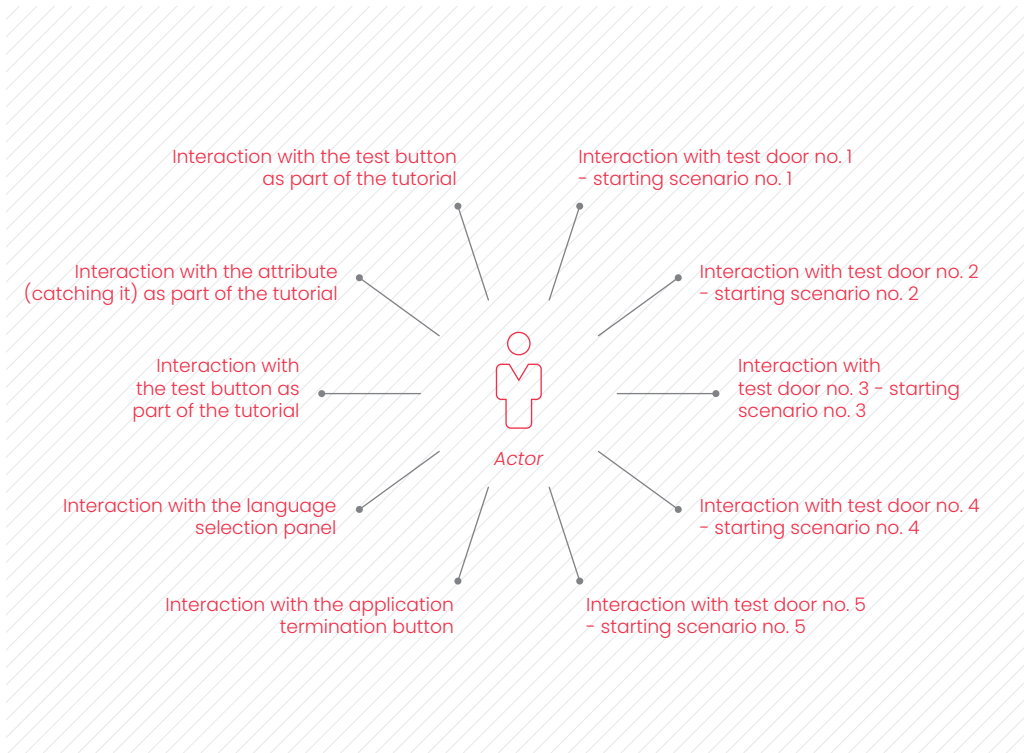 Interaction with the test button
as part of the tutorial
Interaction with test door no. 1
- starting scenario no. 1
Interaction with the attribute
(catching it) as part of the tutorial
Interaction with test door no. 2
- starting scenario no. 2
Interaction with
the test button as
part of the tutorial
Interaction with
test door no. 3 - starting
scenario no. 3
Actor
Interaction with the language
selection panel
Interaction with test door no. 4
- starting scenario no. 4
Interaction with the application
termination button
Interaction with test door no. 5
- starting scenario no. 5